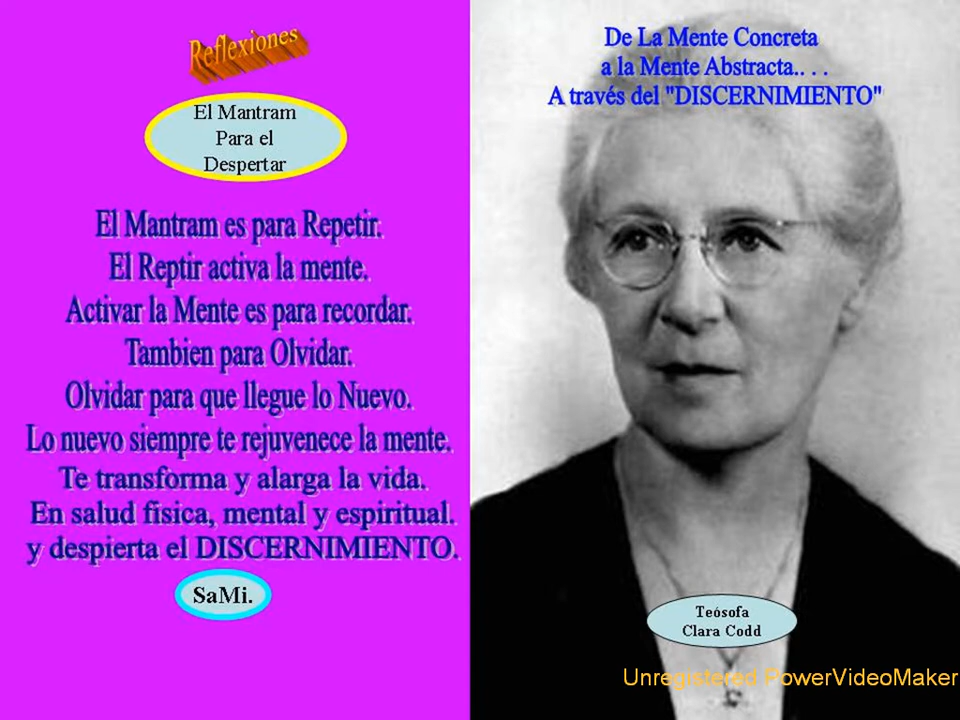 Reflexiones
El Mantram
Para el
Despertar
El Mantram es para Repetir.
El Reptir activa la mente.
Activar la Mente es para recordar.
Tambien para Olvidar.
Olvidar para que llegue lo Nuevo.
Lo nuevo siempre te rejuvenece la mente.
Te transforma y alarga la vida.
En salud física, mental y espiritual.
y despierta el DISCERNIMIENTO.
SaMi.
De La Mente Concreta
a la Mente Abstracta.. . .
A través del "DISCERNIMIENTO"
Teósofa
Clara Codd
Unregistered PowerVideoMaker